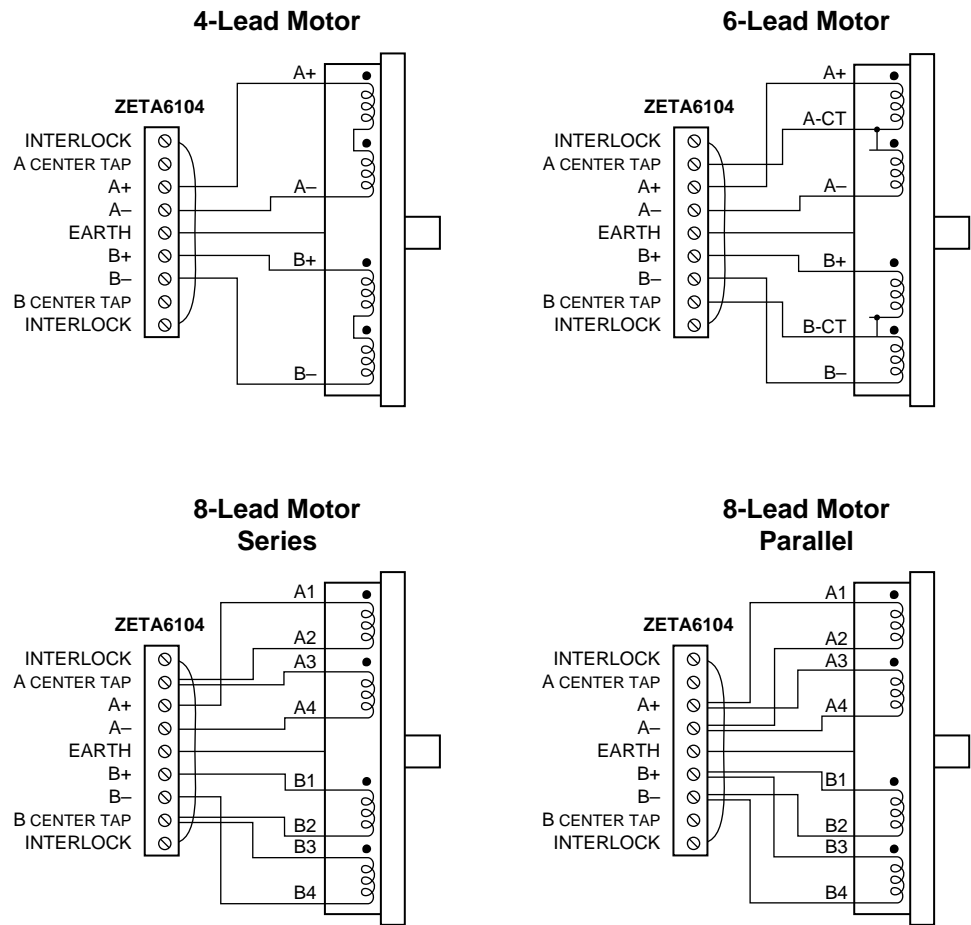 4-Lead Motor
ZETA6104
INTERLOCK
A CENTER TAP
A+
A–
EARTH
B+
B–
B CENTER TAP
INTERLOCK
A+
A–
B+
B–
6-Lead Motor
ZETA6104
INTERLOCK
A CENTER TAP
A+
A–
EARTH
B+
B–
B CENTER TAP
INTERLOCK
A+
A-CT
A–
B+
B-CT
B–
8-Lead Motor
Series
ZETA6104
INTERLOCK
A CENTER TAP
A+
A–
EARTH
B+
B–
B CENTER TAP
INTERLOCK
A1
A2
A3
A4
B1
B2
B3
B4
8-Lead Motor
Parallel
ZETA6104
INTERLOCK
A CENTER TAP
A+
A–
EARTH
B+
B–
B CENTER TAP
INTERLOCK
A1
A2
A3
A4
B1
B2
B3
B4